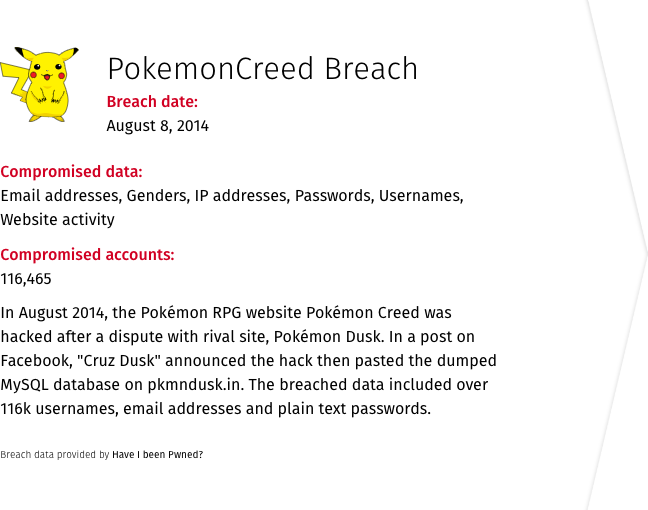 PokemonCreed Breach
Breach date:
August 8, 2014
Compromised data:
Email addresses, Genders, IP addresses, Passwords, Usernames,
Website activity
Compromised accounts:
116,465
In August 2014, the Pokémon RPG website Pokémon Creed was
hacked after a dispute with rival site, Pokémon Dusk. In a post on
Facebook, "Cruz Dusk" announced the hack then pasted the dumped
MySQL database on pkmndusk.in. The breached data included over
116k usernames, email addresses and plain text passwords.
Breach data provided by Have I been Pwned?